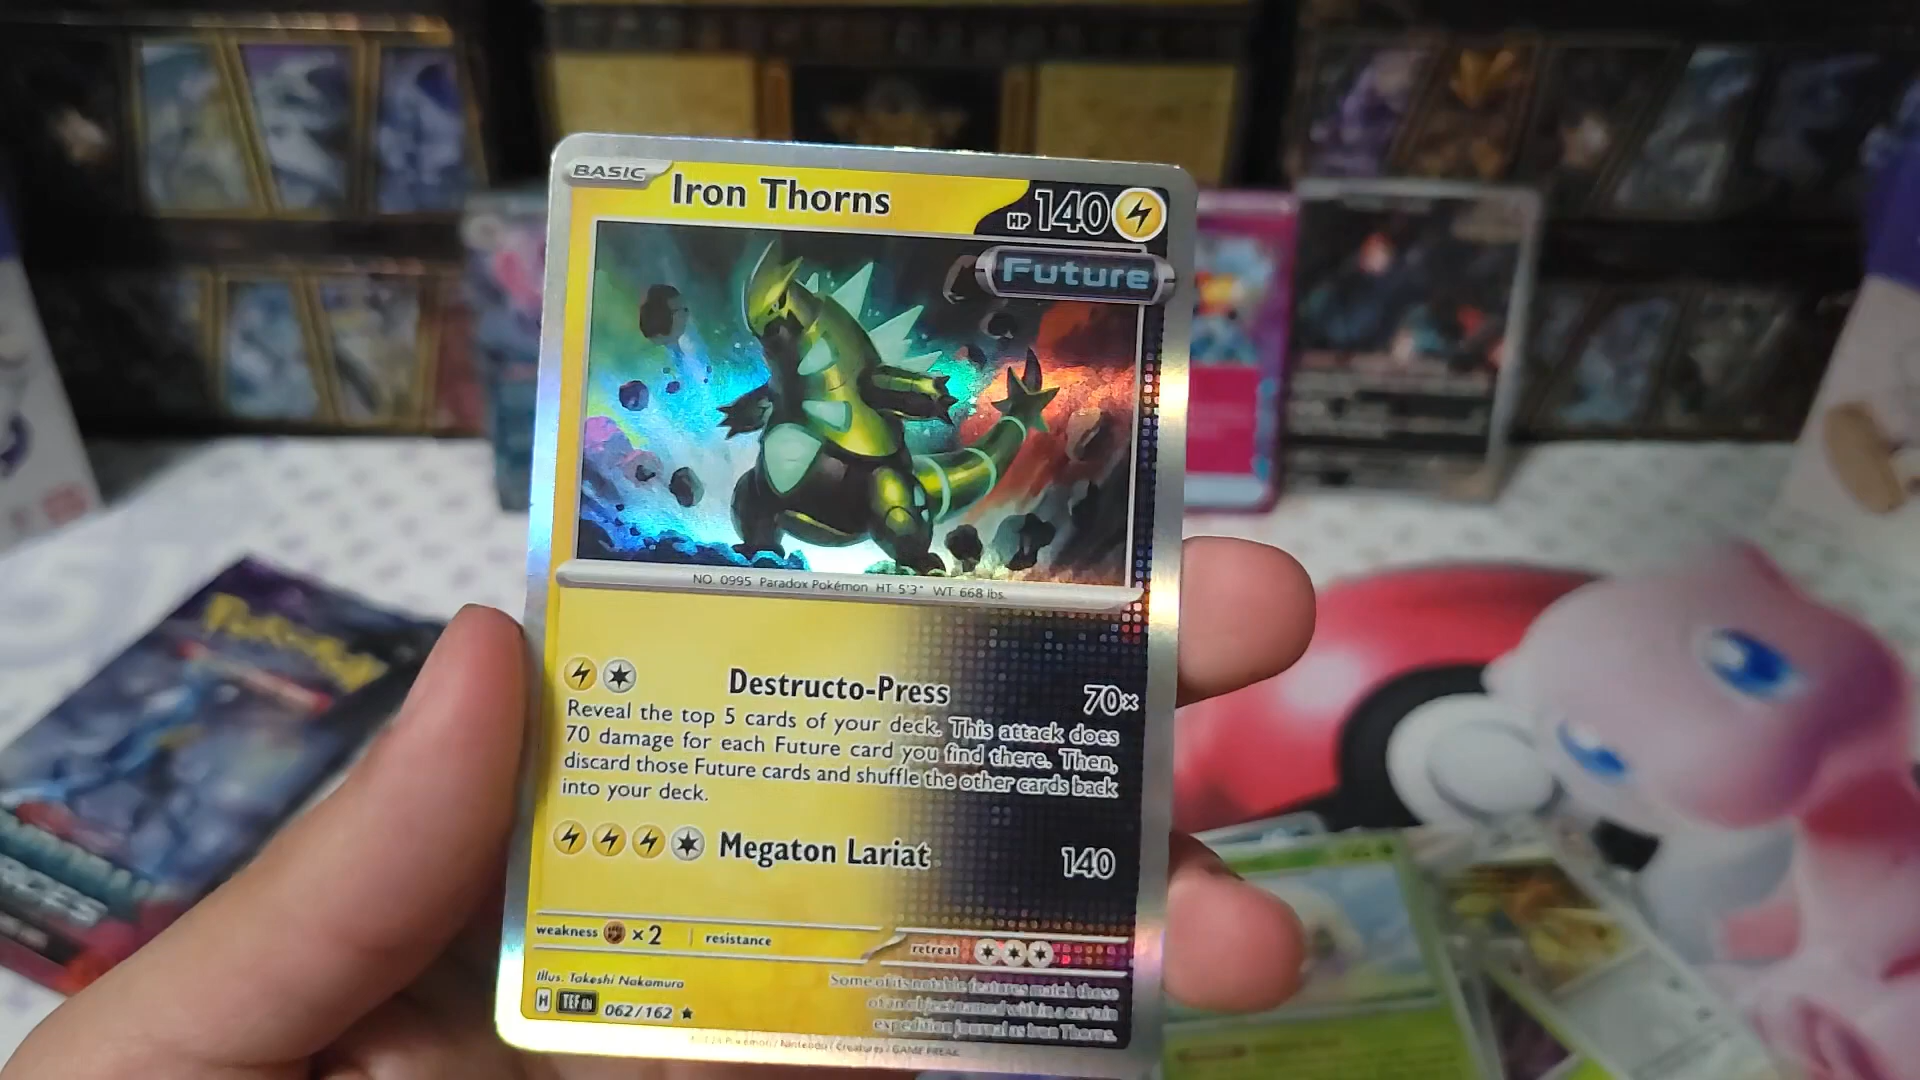 BASIC Iron Thorns HP 140
Future
NO. 0995 Paradox Pokémon HT: 5'3" WT: 668 lbs.
Destructo-Press 70×
Reveal the top 5 cards of your deck. This attack does
70 damage for each Future card you find there. Then,
discard those Future cards and shuffle the other cards back
into your deck.
Megaton Lariat 140
weakness ×2 resistance
retreat
Illus. Takeshi Nakamura
H TEF EN 062/162
Some of its notable features match those
of an object named within a certain
expedition journal as Iron Thorns.
Pokémon / Nintendo / Creatures / GAME FREAK
Pokémon